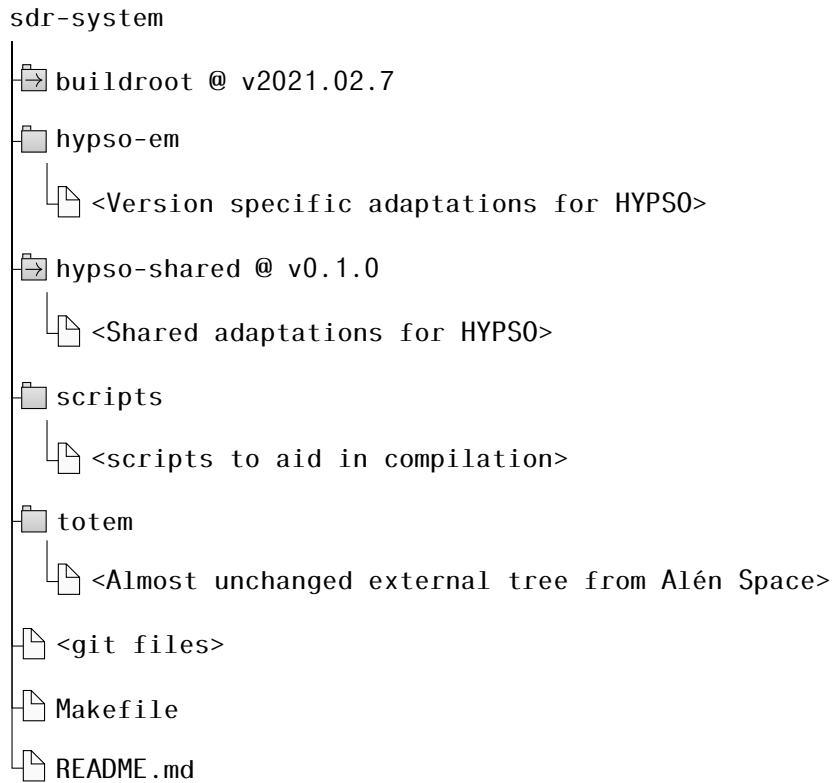 sdr-system
buildroot @ v2021.02.7
hypso-em
<Version specific adaptations for HYPSO>
hypso-shared @ v0.1.0
<Shared adaptations for HYPSO>
scripts
<scripts to aid in compilation>
totem
<Almost unchanged external tree from Alén Space>
<git files>
Makefile
README.md